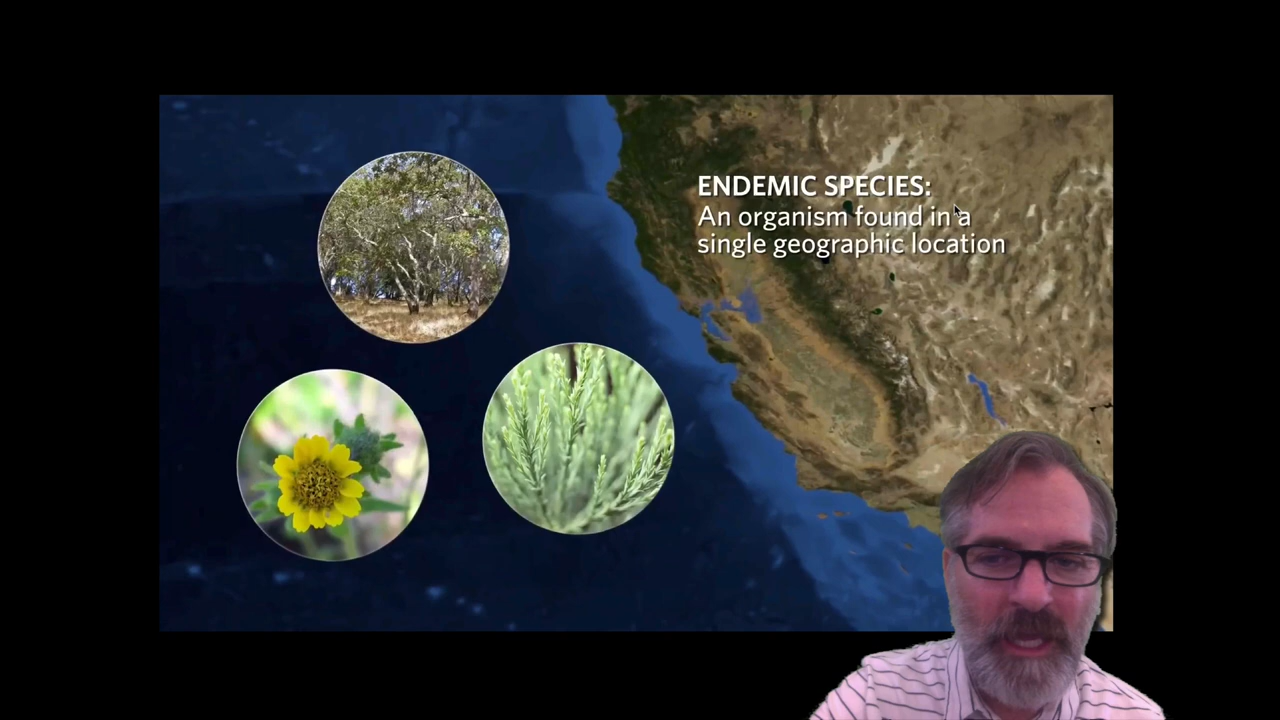 ENDEMIC SPECIES:
An organism found in a
single geographic location